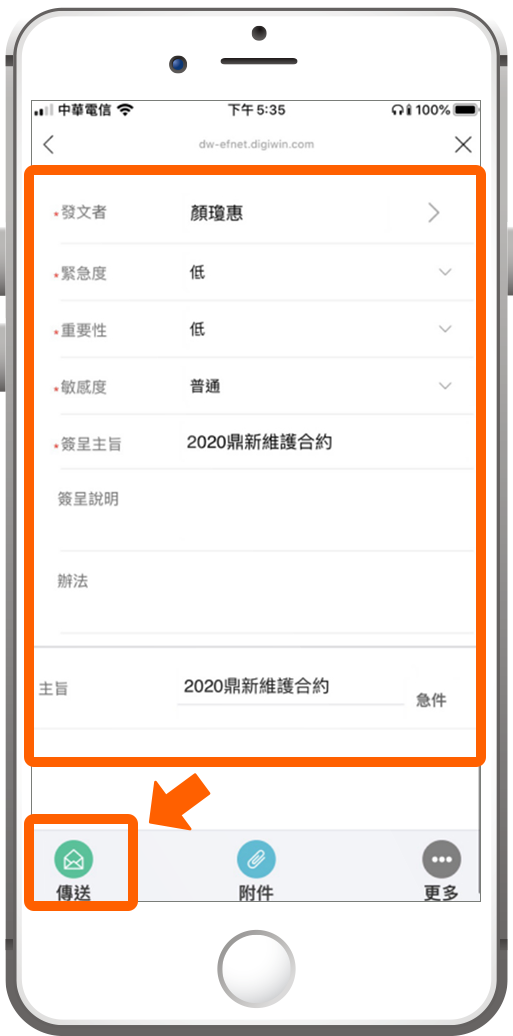 中華電信 下午 5:35 100%
dw-efnet.digiwin.com
*發文者 顏瓊惠
*緊急度 低
*重要性 低
*敏感度 普通
*簽呈主旨 2020鼎新維護合約
簽呈說明
辦法
主旨 2020鼎新維護合約 急件
傳送 附件 更多